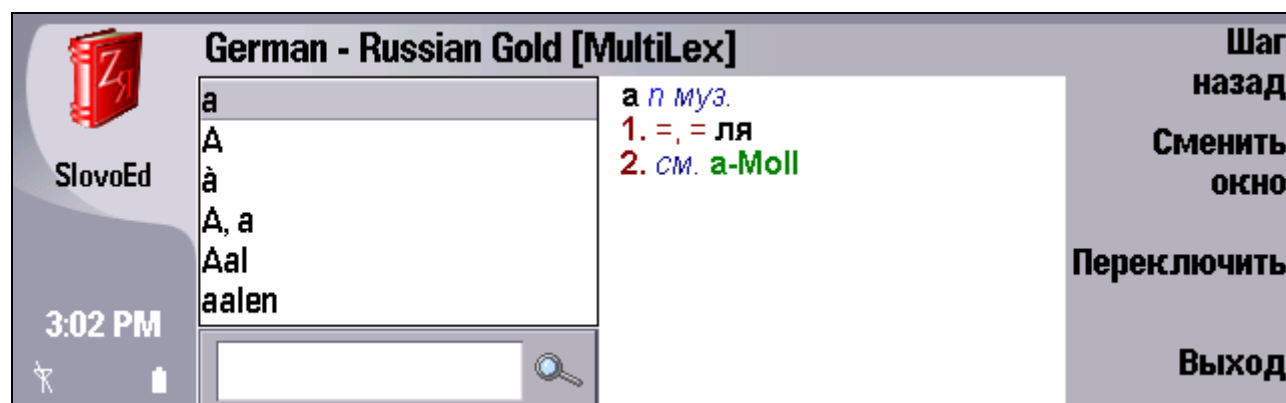 German - Russian Gold [MultiLex]
SlovoEd
3:02 PM
a
A
à
A, a
Aal
aalen
a n муз.
1. =, = ля
2. см. a-Moll
Шаг
назад
Сменить
окно
Переключить
Выход